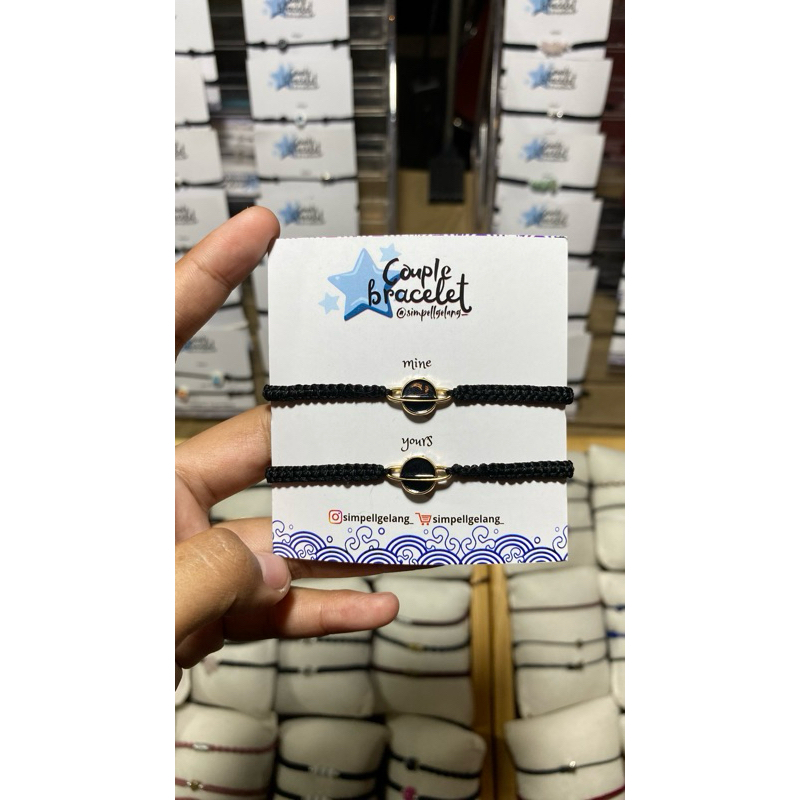 Couple
bracelet
@simpellgelang_
mine
yours
simpellgelang_ simpellgelang_